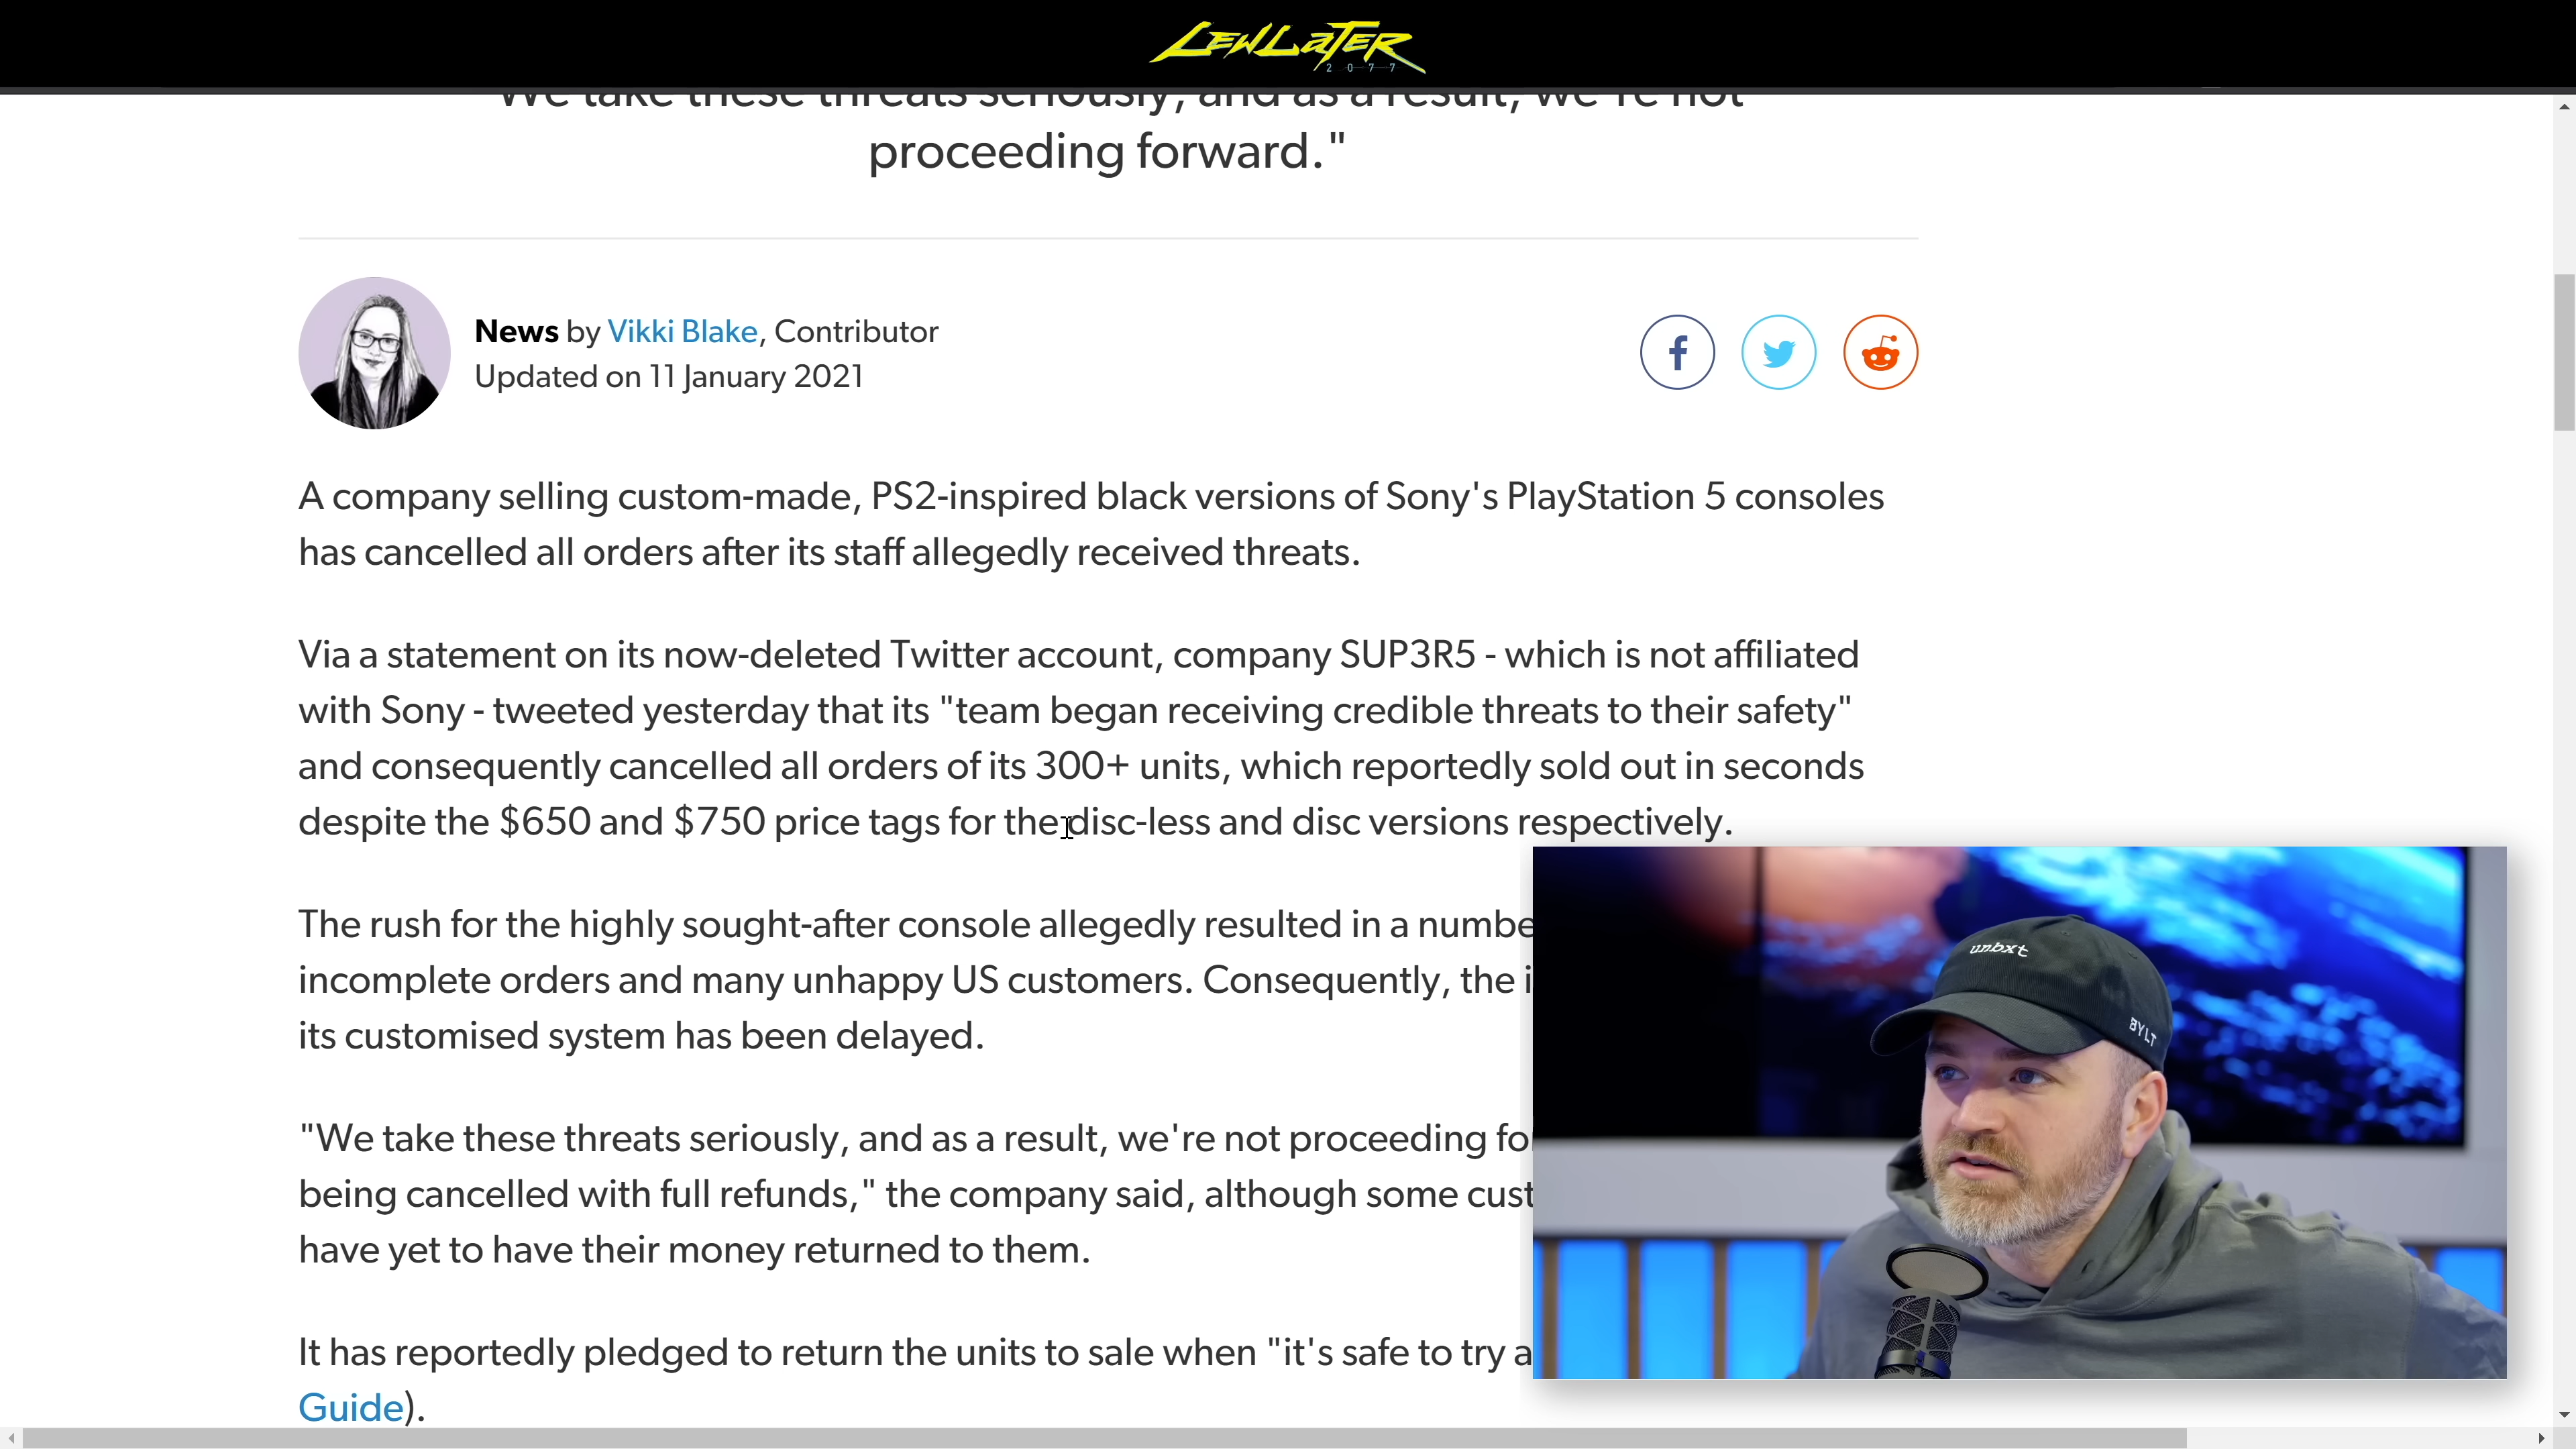 LEWLATER
2077
"We take these threats seriously, and as a result, we're not
proceeding forward."
News by Vikki Blake, Contributor
Updated on 11 January 2021
A company selling custom-made, PS2-inspired black versions of Sony's PlayStation 5 consoles
has cancelled all orders after its staff allegedly received threats.
Via a statement on its now-deleted Twitter account, company SUP3R5 - which is not affiliated
with Sony - tweeted yesterday that its "team began receiving credible threats to their safety"
and consequently cancelled all orders of its 300+ units, which reportedly sold out in seconds
despite the $650 and $750 price tags for the disc-less and disc versions respectively.
The rush for the highly sought-after console allegedly resulted in a numbe
incomplete orders and many unhappy US customers. Consequently, the i
its customised system has been delayed.
"We take these threats seriously, and as a result, we're not proceeding fo
being cancelled with full refunds," the company said, although some cust
have yet to have their money returned to them.
It has reportedly pledged to return the units to sale when "it's safe to try a
Guide).
unbxt
BYLT